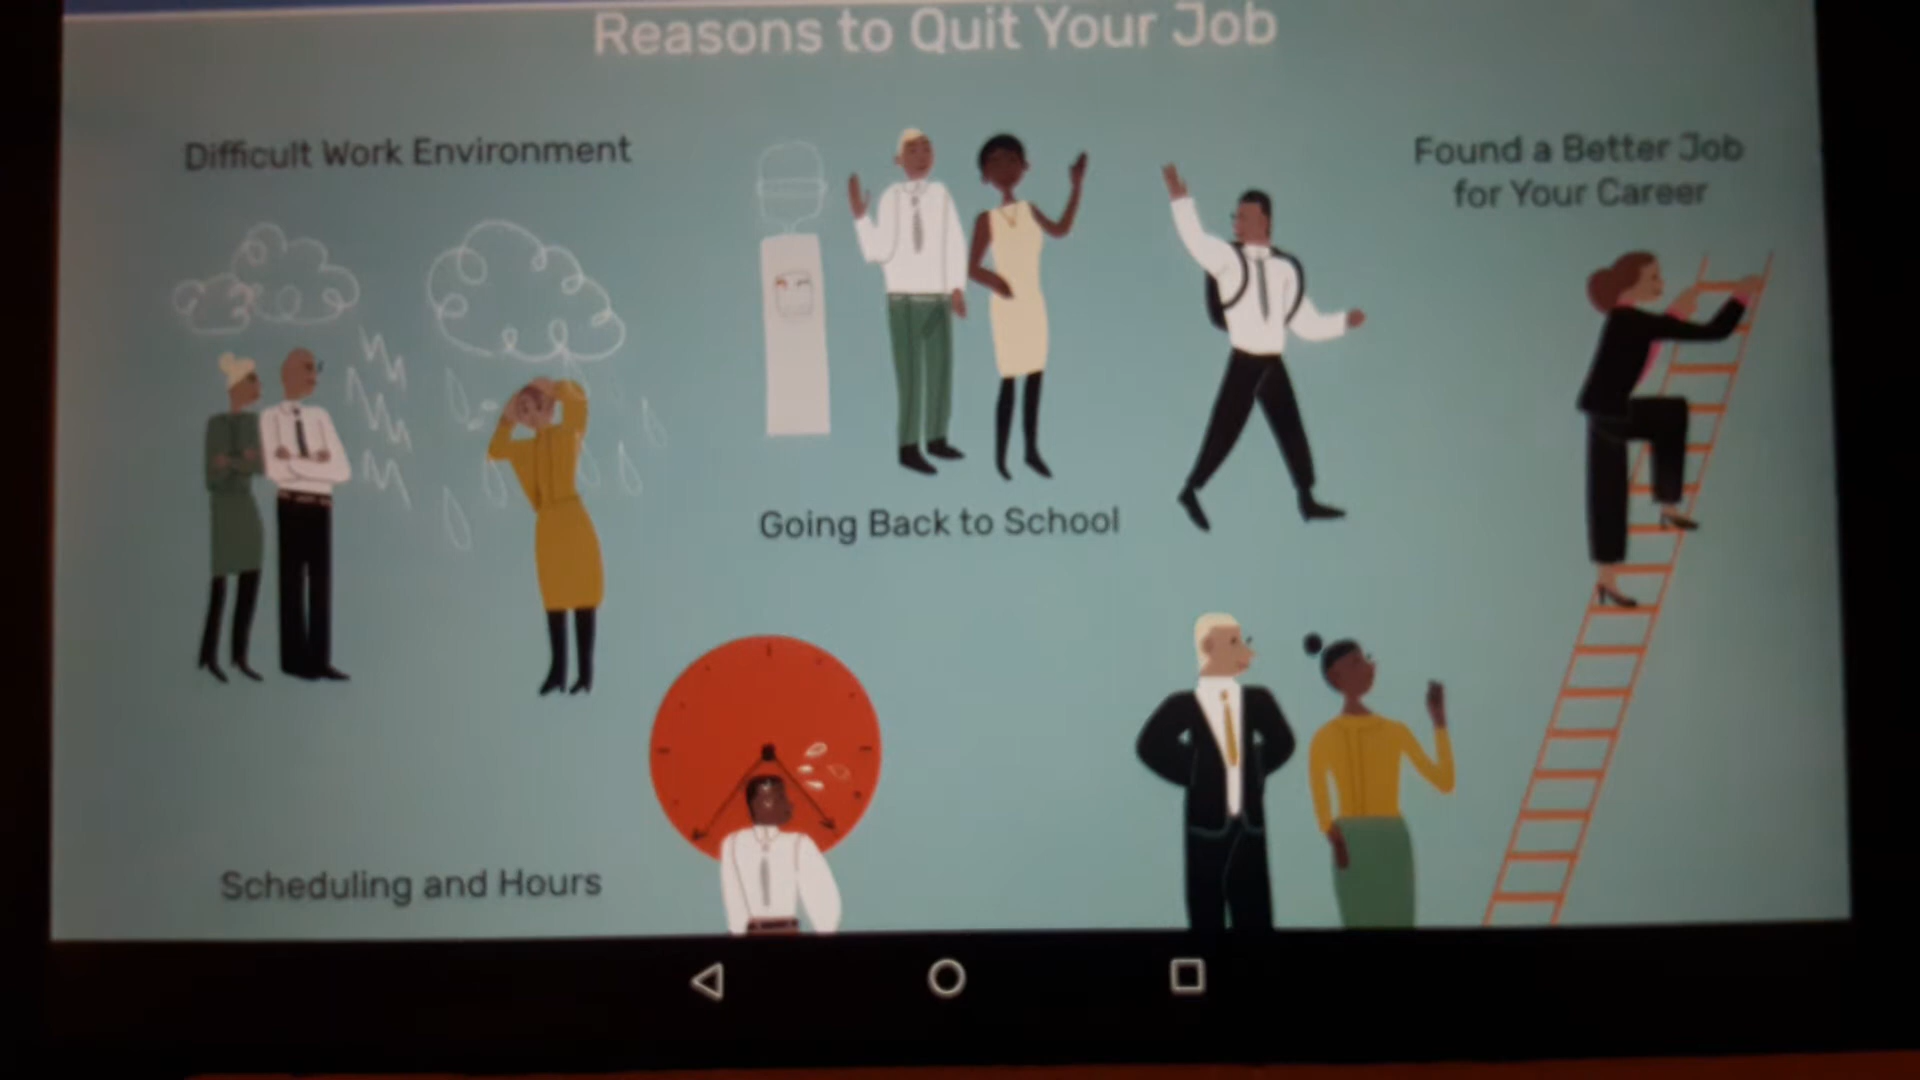 Reasons to Quit Your Job
Difficult Work Environment
Found a Better Job
for Your Career
Going Back to School
Scheduling and Hours